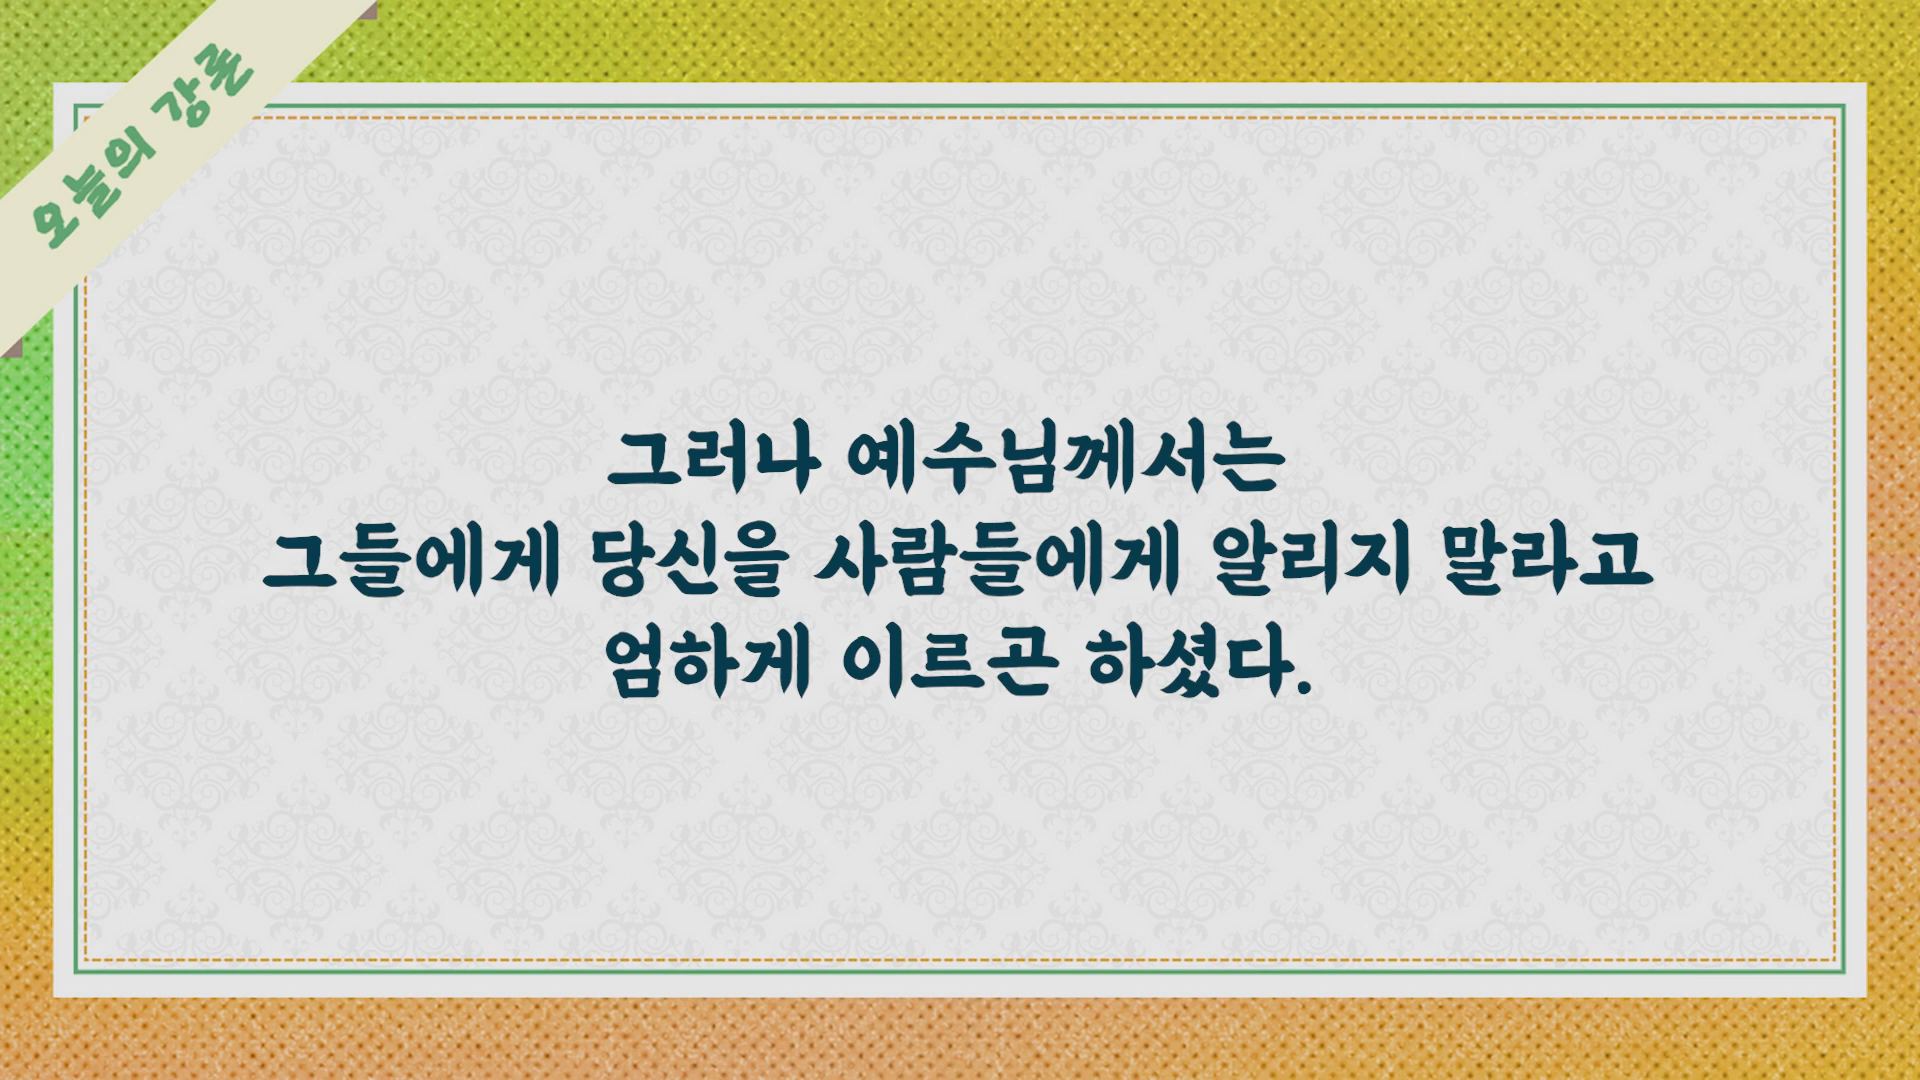 오늘의 강론
그러나 예수님께서는
그들에게 당신을 사람들에게 알리지 말라고
엄하게 이르곤 하셨다.